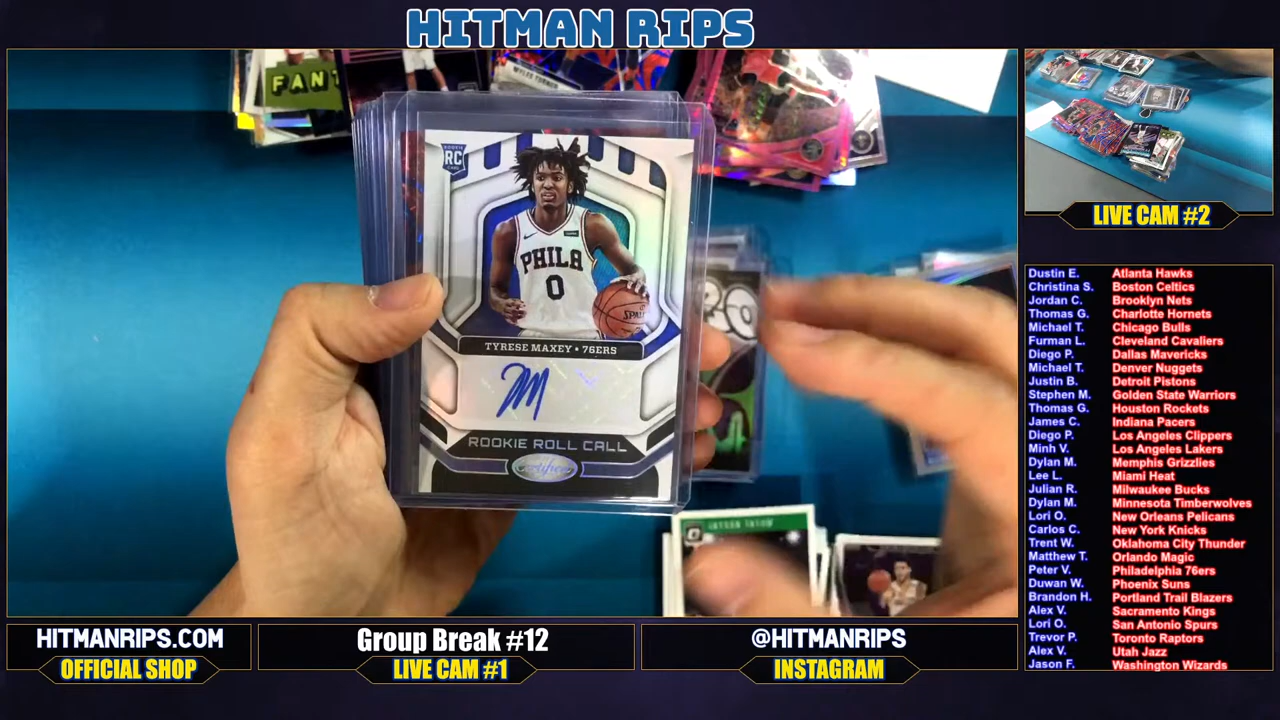 HITMAN RIPS
FAN
MYLES TURNER
ROOKIE
RC
PHILA
0
TYRESE MAXEY • 76ERS
ROOKIE ROLL CALL
Certified
LIVE CAM #2
Dustin E. Atlanta Hawks
Christina S. Boston Celtics
Jordan C. Brooklyn Nets
Thomas G. Charlotte Hornets
Michael T. Chicago Bulls
Furman L. Cleveland Cavaliers
Diego P. Dallas Mavericks
Michael T. Denver Nuggets
Justin B. Detroit Pistons
Stephen M. Golden State Warriors
Thomas G. Houston Rockets
James C. Indiana Pacers
Diego P. Los Angeles Clippers
Minh V. Los Angeles Lakers
Dylan M. Memphis Grizzlies
Lee L. Miami Heat
Julian R. Milwaukee Bucks
Dylan M. Minnesota Timberwolves
Lori O. New Orleans Pelicans
Carlos C. New York Knicks
Trent W. Oklahoma City Thunder
Matthew T. Orlando Magic
Peter V. Philadelphia 76ers
Duwan W. Phoenix Suns
Brandon H. Portland Trail Blazers
Alex V. Sacramento Kings
Lori O. San Antonio Spurs
Trevor P. Toronto Raptors
Alex V. Utah Jazz
Jason F. Washington Wizards
HITMANRIPS.COM
OFFICIAL SHOP
Group Break #12
LIVE CAM #1
@HITMANRIPS
INSTAGRAM